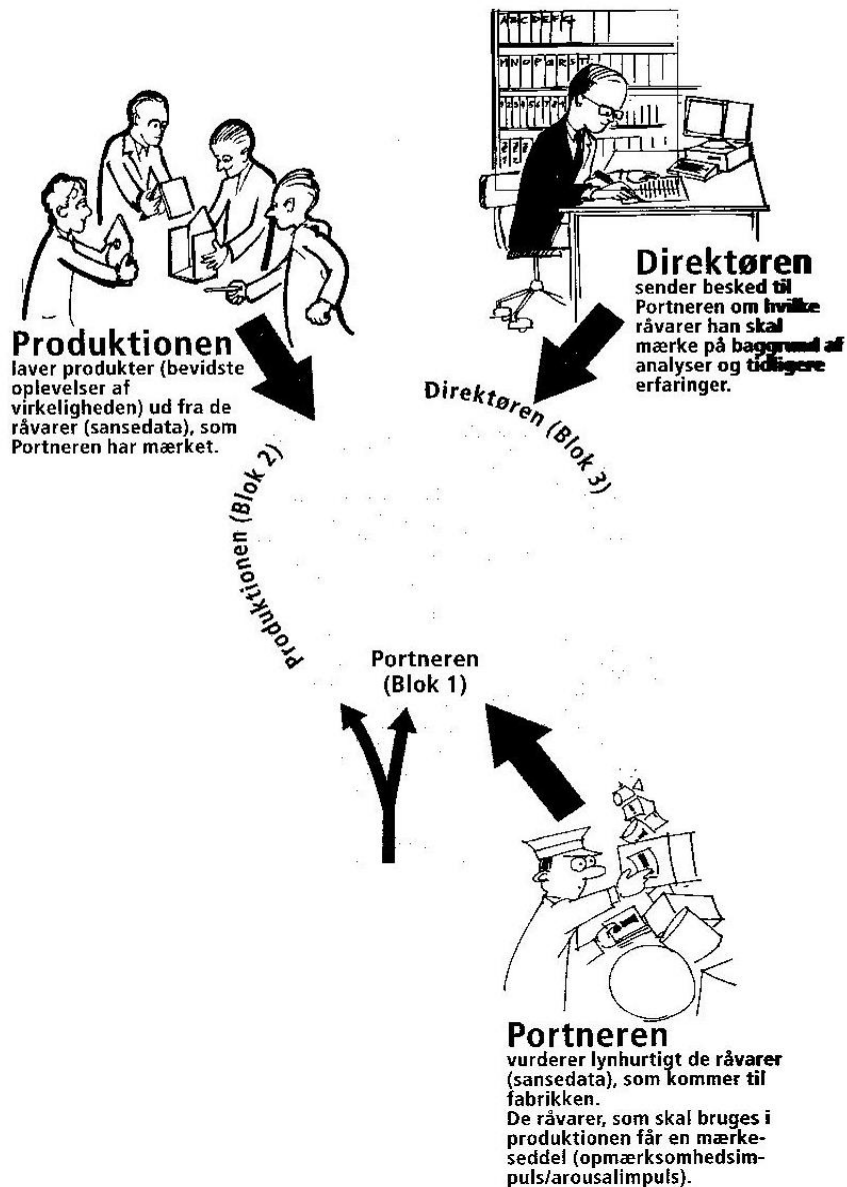 A B C D E F G
M N O P Q R S T
Direktøren
sender besked til
Portneren om hvilke
råvarer han skal
mærke på baggrund af
analyser og tidligere
erfaringer.
Produktionen
laver produkter (bevidste
oplevelser af
virkeligheden) ud fra de
råvarer (sansedata), som
Portneren har mærket.
Direktøren (Blok 3)
Produktionen (Blok 2)
Portneren
(Blok 1)
Portneren
vurderer lynhurtigt de råvarer
(sansedata), som kommer til
fabrikken.
De råvarer, som skal bruges i
produktionen får en mærke-
seddel (opmærksomhedsim-
puls/arousalimpuls).